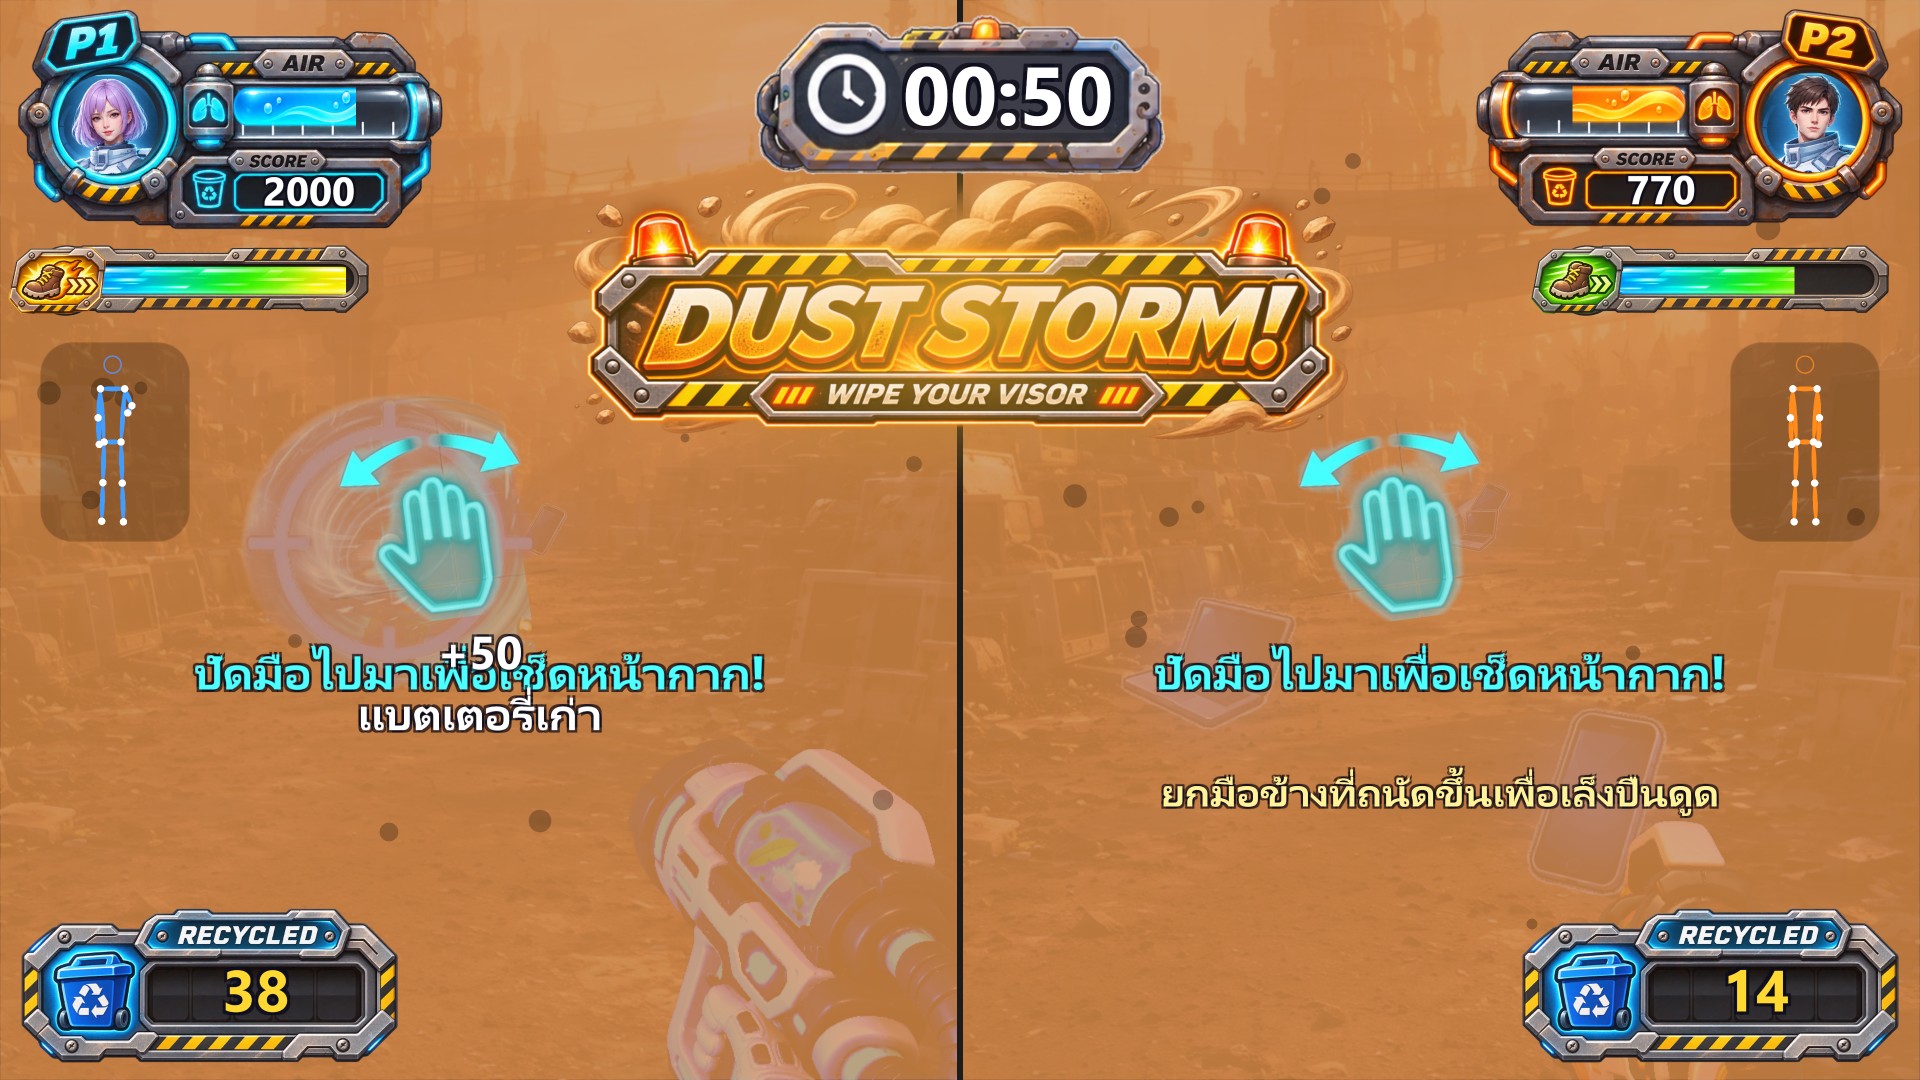 P1
AIR
SCORE
2000
00:50
P2
AIR
SCORE
770
DUST STORM!
WIPE YOUR VISOR
+50
ปัดมือไปมาเพื่อเช็ดหน้ากาก!
แบตเตอรี่เก่า
ปัดมือไปมาเพื่อเช็ดหน้ากาก!
ยกมือข้างที่ถนัดขึ้นเพื่อเล็งปืนดูด
RECYCLED
38
RECYCLED
14